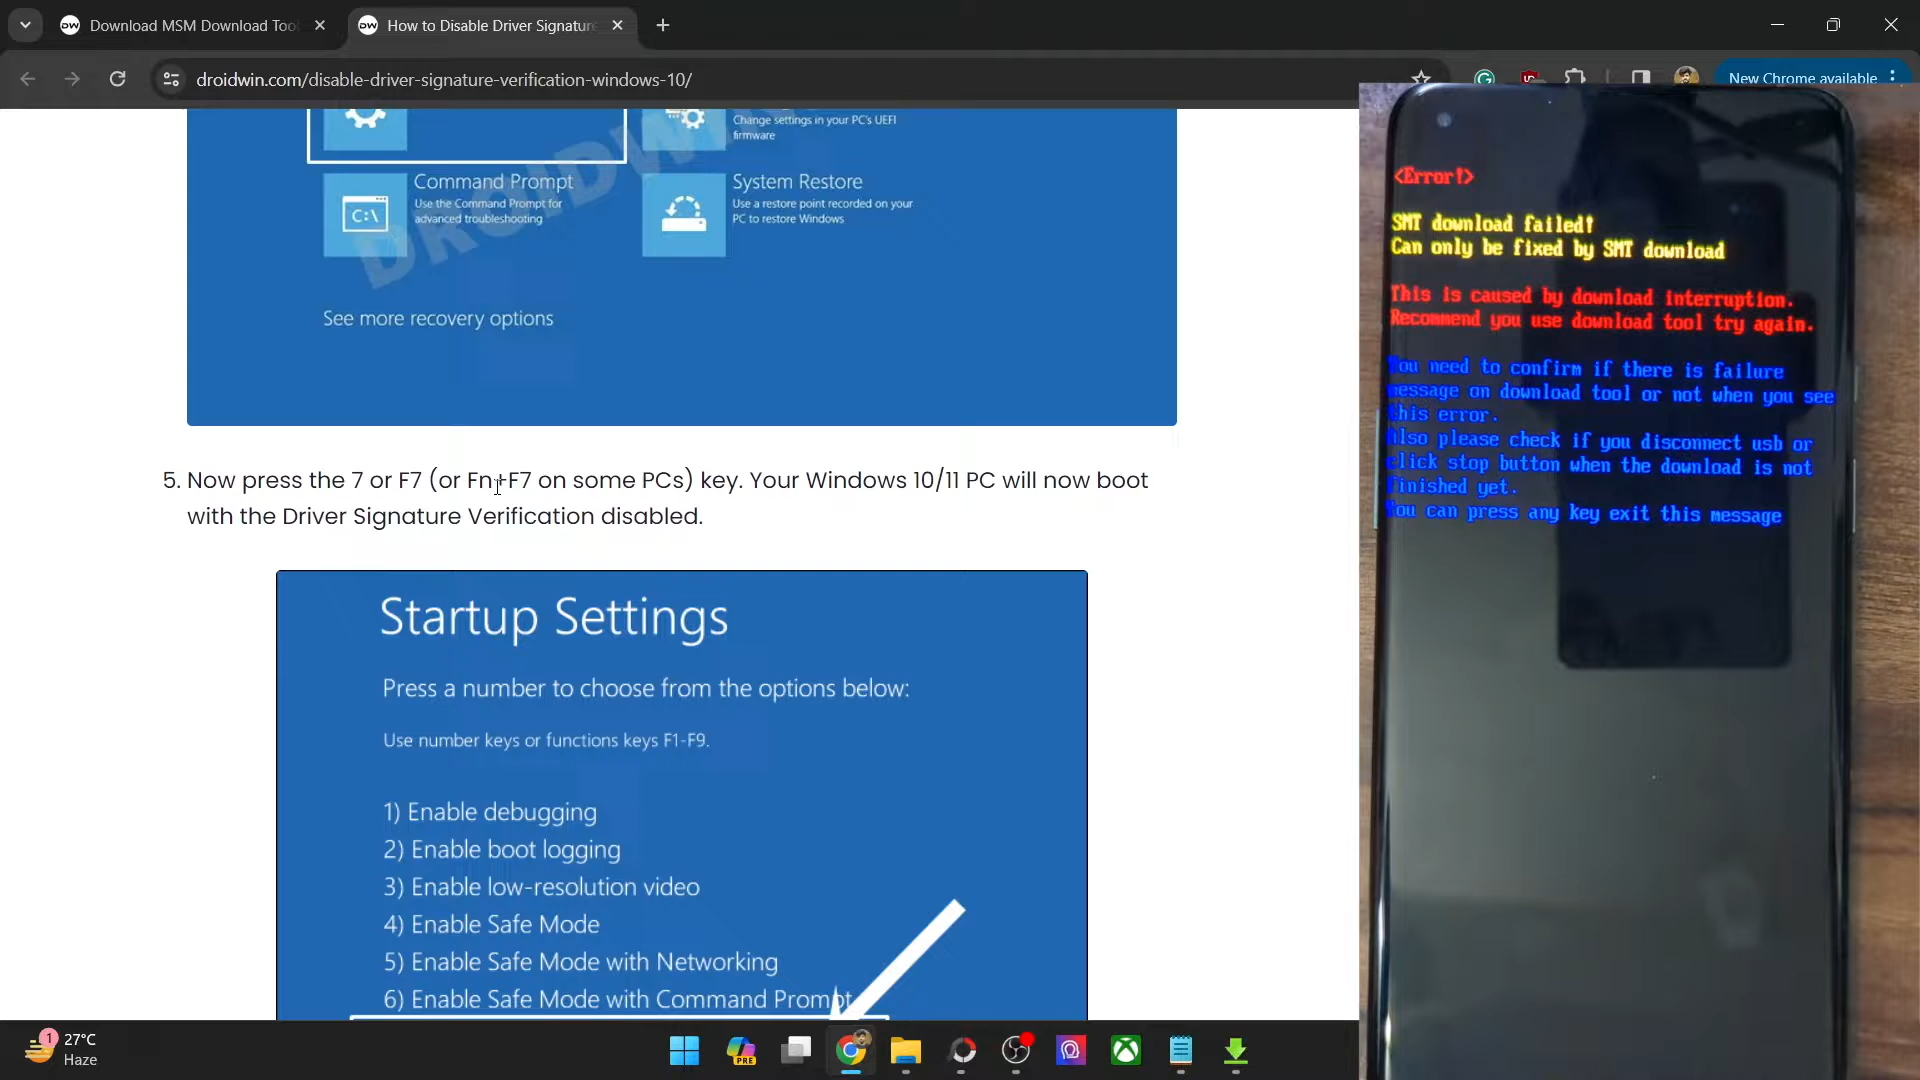 Download MSM Download Too
How to Disable Driver Signature
droidwin.com/disable-driver-signature-verification-windows-10/
New Chrome available
Change settings in your PC's UEFI
firmware
Command Prompt
Use the Command Prompt for
advanced troubleshooting
C:\
System Restore
Use a restore point recorded on your
PC to restore Windows
DROIDWIN
See more recovery options
5. Now press the 7 or F7 (or Fn+F7 on some PCs) key. Your Windows 10/11 PC will now boot
with the Driver Signature Verification disabled.
Startup Settings
Press a number to choose from the options below:
Use number keys or functions keys F1-F9.
1) Enable debugging
2) Enable boot logging
3) Enable low-resolution video
4) Enable Safe Mode
5) Enable Safe Mode with Networking
6) Enable Safe Mode with Command Prompt
<Error!>
SMT download failed!
Can only be fixed by SMT download
This is caused by download interruption.
Recommend you use download tool try again.
You need to confirm if there is failure
message on download tool or not when you see
this error.
Also please check if you disconnect usb or
click stop button when the download is not
finished yet.
You can press any key exit this message
1
27°C
Haze
PRE